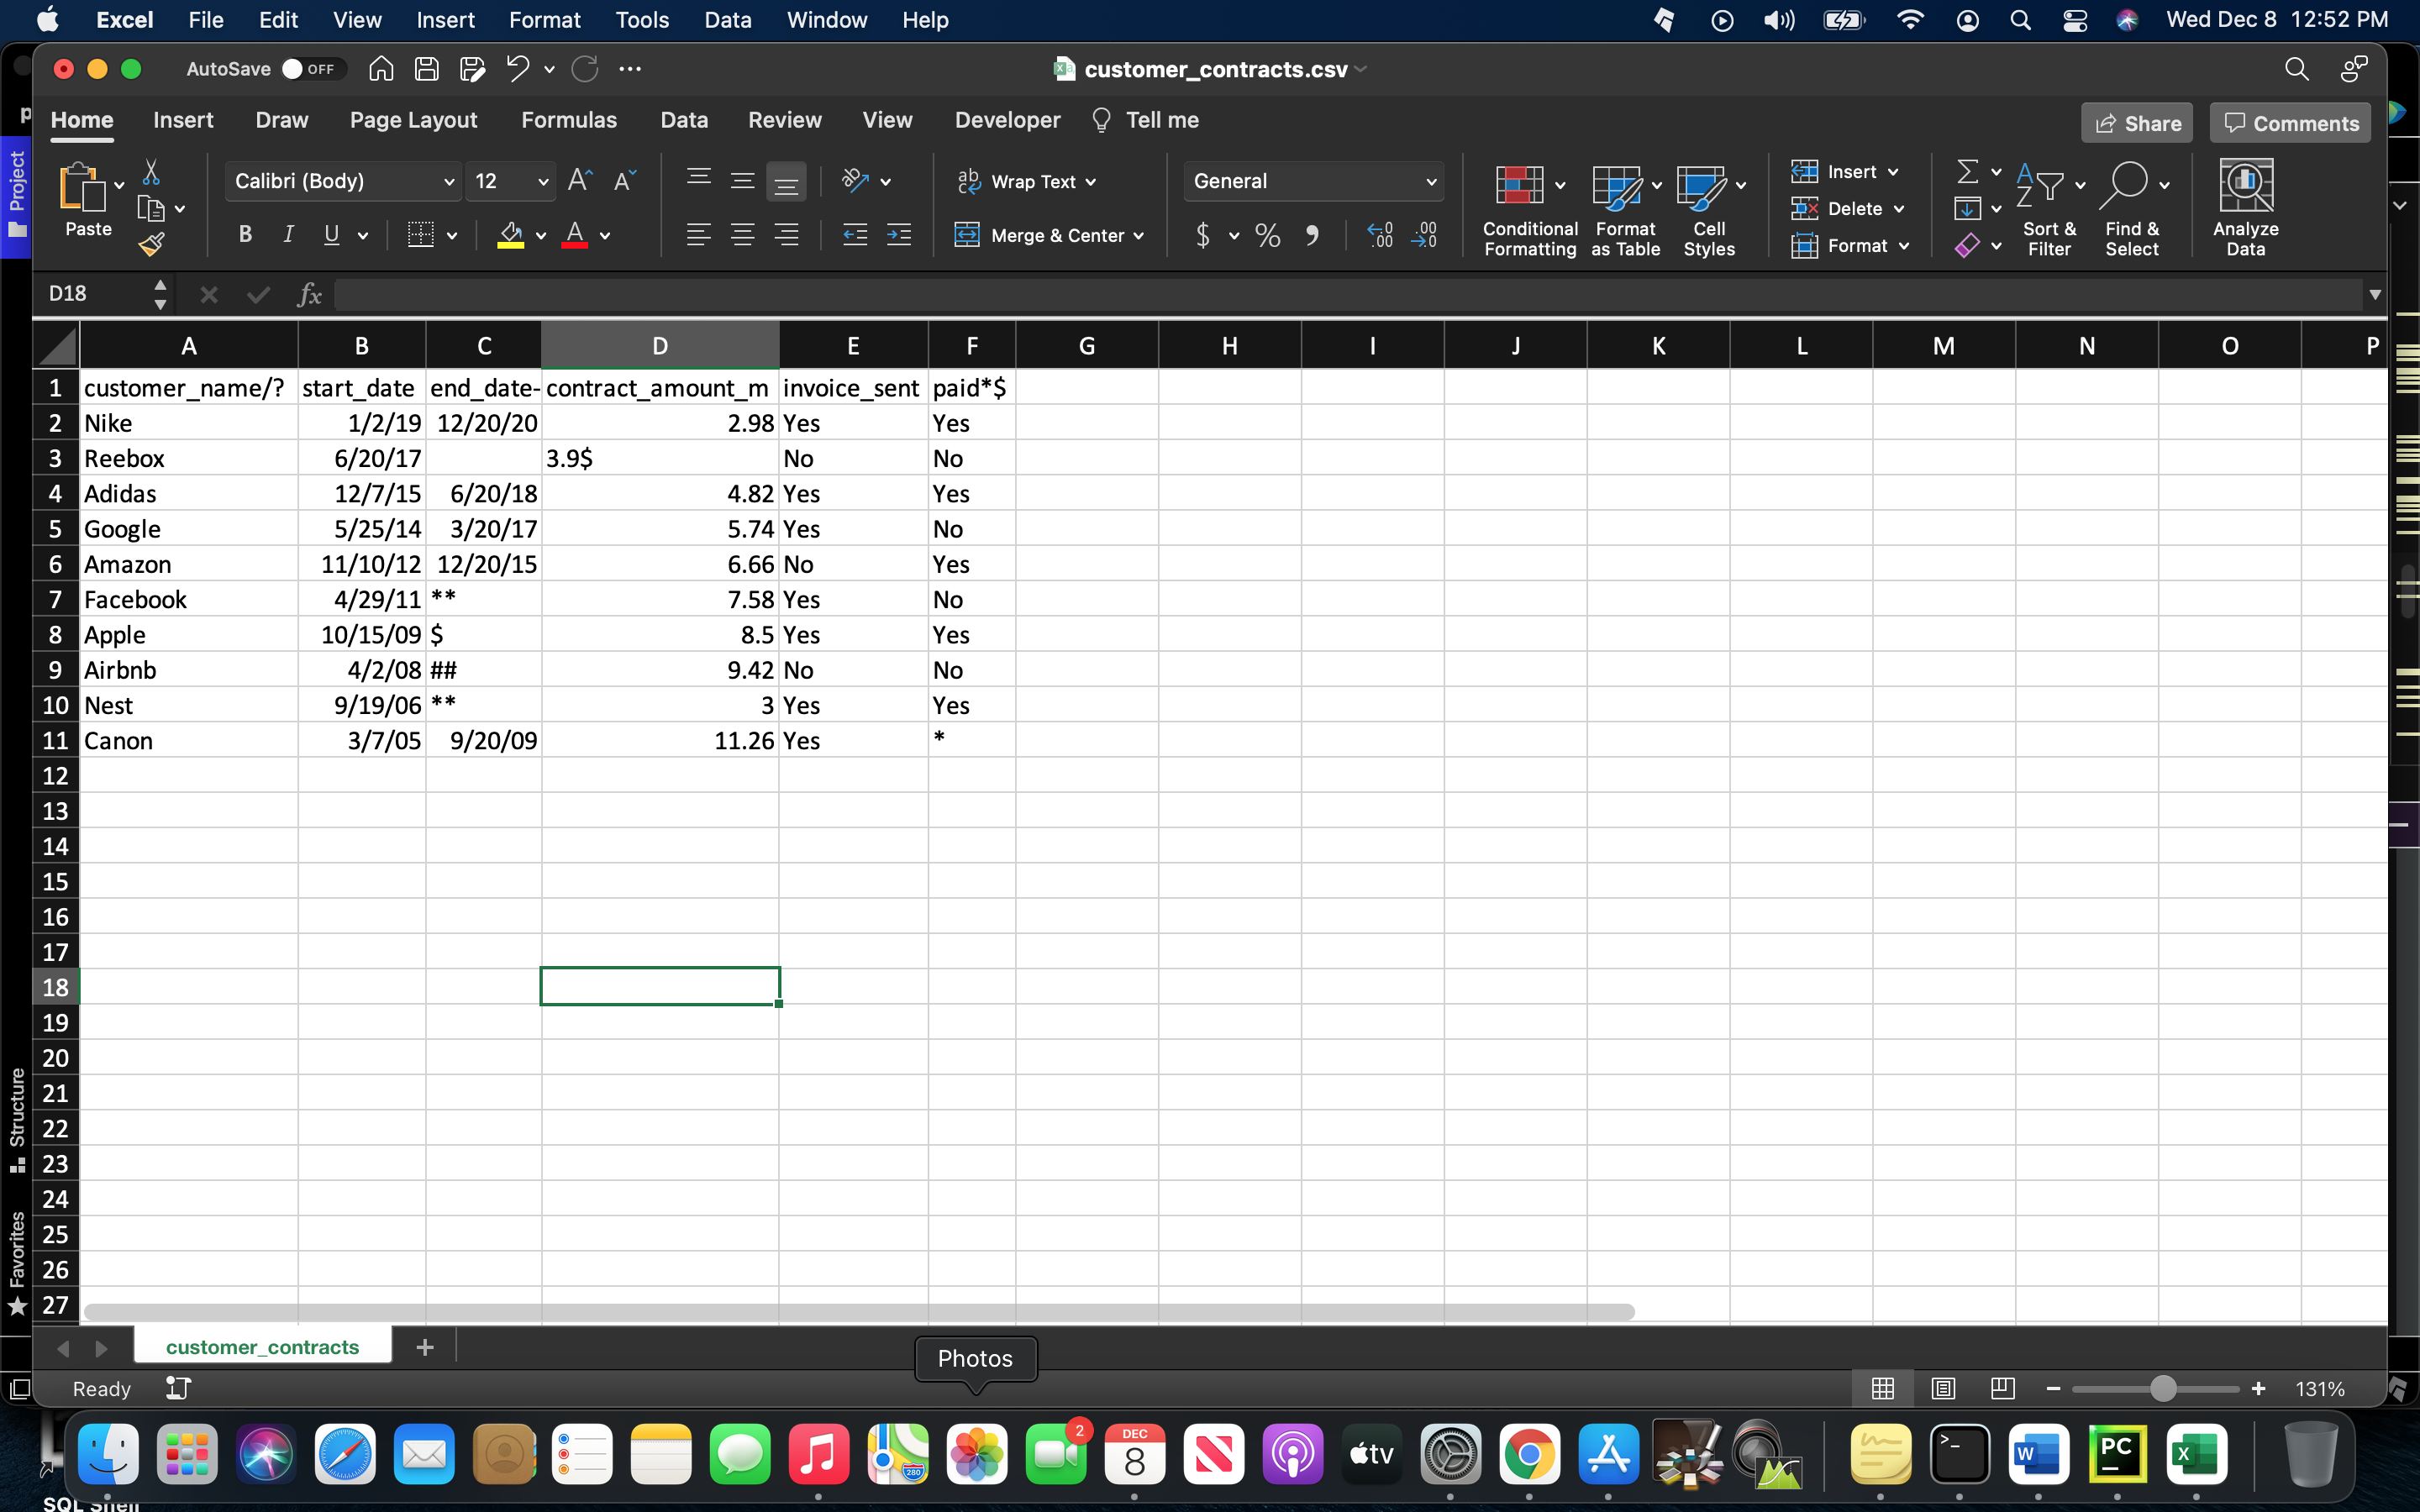 Excel File Edit View Insert Format Tools Data Window Help Wed Dec 8 12:52 PM
AutoSave OFF customer_contracts.csv
Home Insert Draw Page Layout Formulas Data Review View Developer Tell me Share Comments
Project
Paste Calibri (Body) 12 Wrap Text General Insert
Delete
B I U Merge & Center $ % Conditional Formatting Format as Table Cell Styles Format Sort & Filter Find & Select Analyze Data
D18 fx
A B C D E F G H I J K L M N O P
1 customer_name/? start_date end_date- contract_amount_m invoice_sent paid*$
2 Nike 1/2/19 12/20/20 2.98 Yes Yes
3 Reebox 6/20/17 3.9$ No No
4 Adidas 12/7/15 6/20/18 4.82 Yes Yes
5 Google 5/25/14 3/20/17 5.74 Yes No
6 Amazon 11/10/12 12/20/15 6.66 No Yes
7 Facebook 4/29/11 ** 7.58 Yes No
8 Apple 10/15/09 $ 8.5 Yes Yes
9 Airbnb 4/2/08 ## 9.42 No No
10 Nest 9/19/06 ** 3 Yes Yes
11 Canon 3/7/05 9/20/09 11.26 Yes *
12
13
14
15
16
17
18
19
20
21
22
23
24
25
26
27
Structure
Favorites
customer_contracts +
Photos
Ready 131%
2 DEC 8 280 tv >_ W PC X
SQL Shell